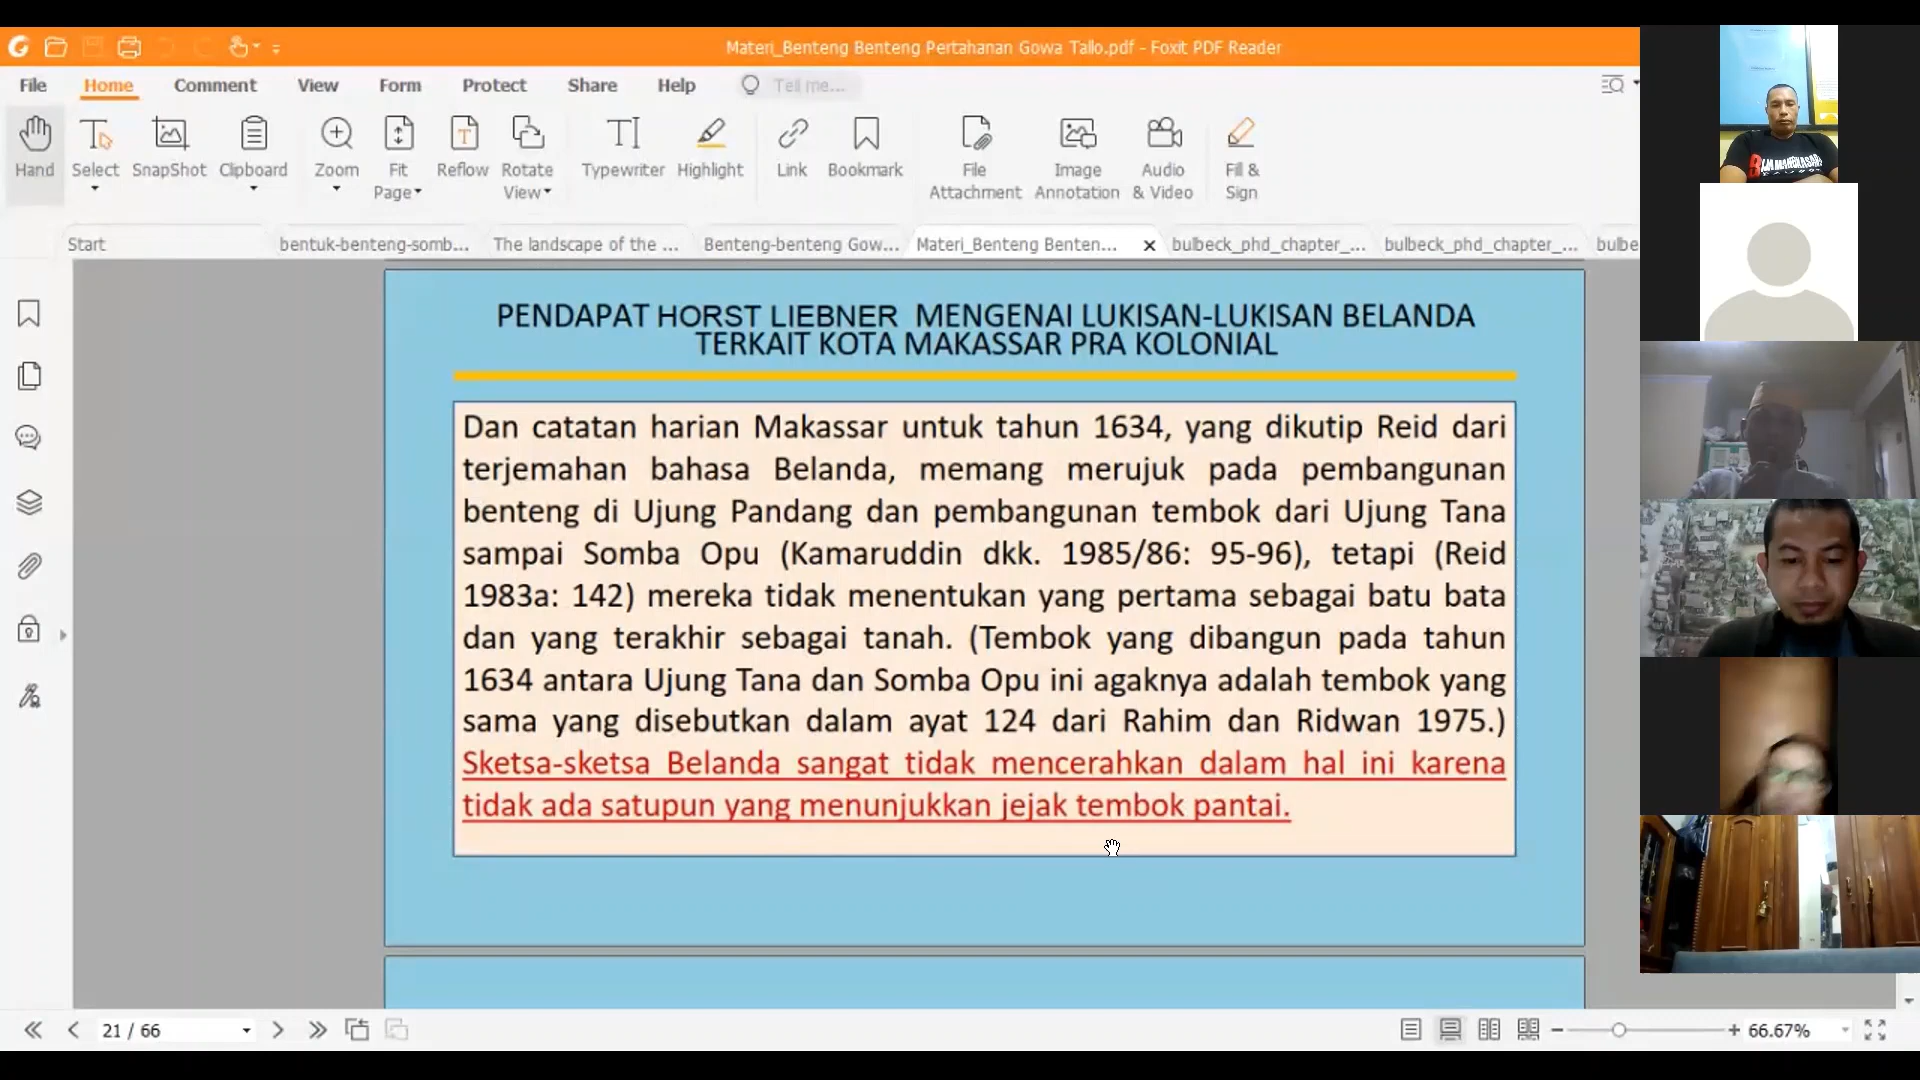 Materi_Benteng Benteng Pertahanan Gowa Tallo.pdf - Foxit PDF Reader
File Home Comment View Form Protect Share Help Tell me...
Hand Select SnapShot Clipboard Zoom Fit Page Reflow Rotate View Typewriter Highlight Link Bookmark File Attachment Image Annotation Audio & Video Fill & Sign
Start bentuk-benteng-somb... The landscape of the ... Benteng-benteng Gow... Materi_Benteng Benten... bulbeck_phd_chapter_... bulbeck_phd_chapter_... bulbe
PENDAPAT HORST LIEBNER MENGENAI LUKISAN-LUKISAN BELANDA
TERKAIT KOTA MAKASSAR PRA KOLONIAL
Dan catatan harian Makassar untuk tahun 1634, yang dikutip Reid dari
terjemahan bahasa Belanda, memang merujuk pada pembangunan
benteng di Ujung Pandang dan pembangunan tembok dari Ujung Tana
sampai Somba Opu (Kamaruddin dkk. 1985/86: 95-96), tetapi (Reid
1983a: 142) mereka tidak menentukan yang pertama sebagai batu bata
dan yang terakhir sebagai tanah. (Tembok yang dibangun pada tahun
1634 antara Ujung Tana dan Somba Opu ini agaknya adalah tembok yang
sama yang disebutkan dalam ayat 124 dari Rahim dan Ridwan 1975.)
Sketsa-sketsa Belanda sangat tidak mencerahkan dalam hal ini karena
tidak ada satupun yang menunjukkan jejak tembok pantai.
21 / 66
66.67%